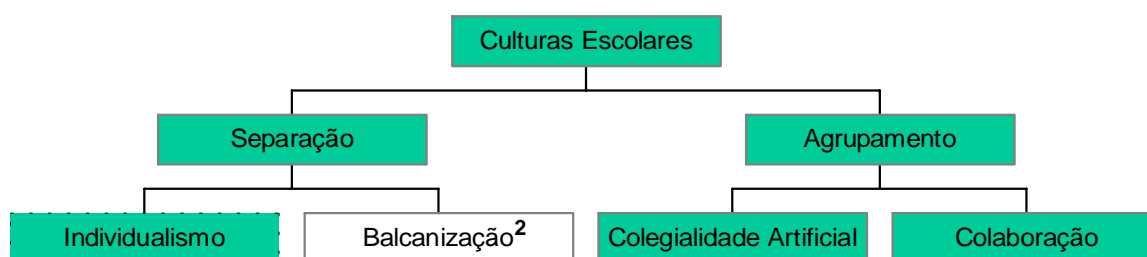 Culturas Escolares
Separação
Agrupamento
Individualismo
Balcanização²
Colegialidade Artificial
Colaboração